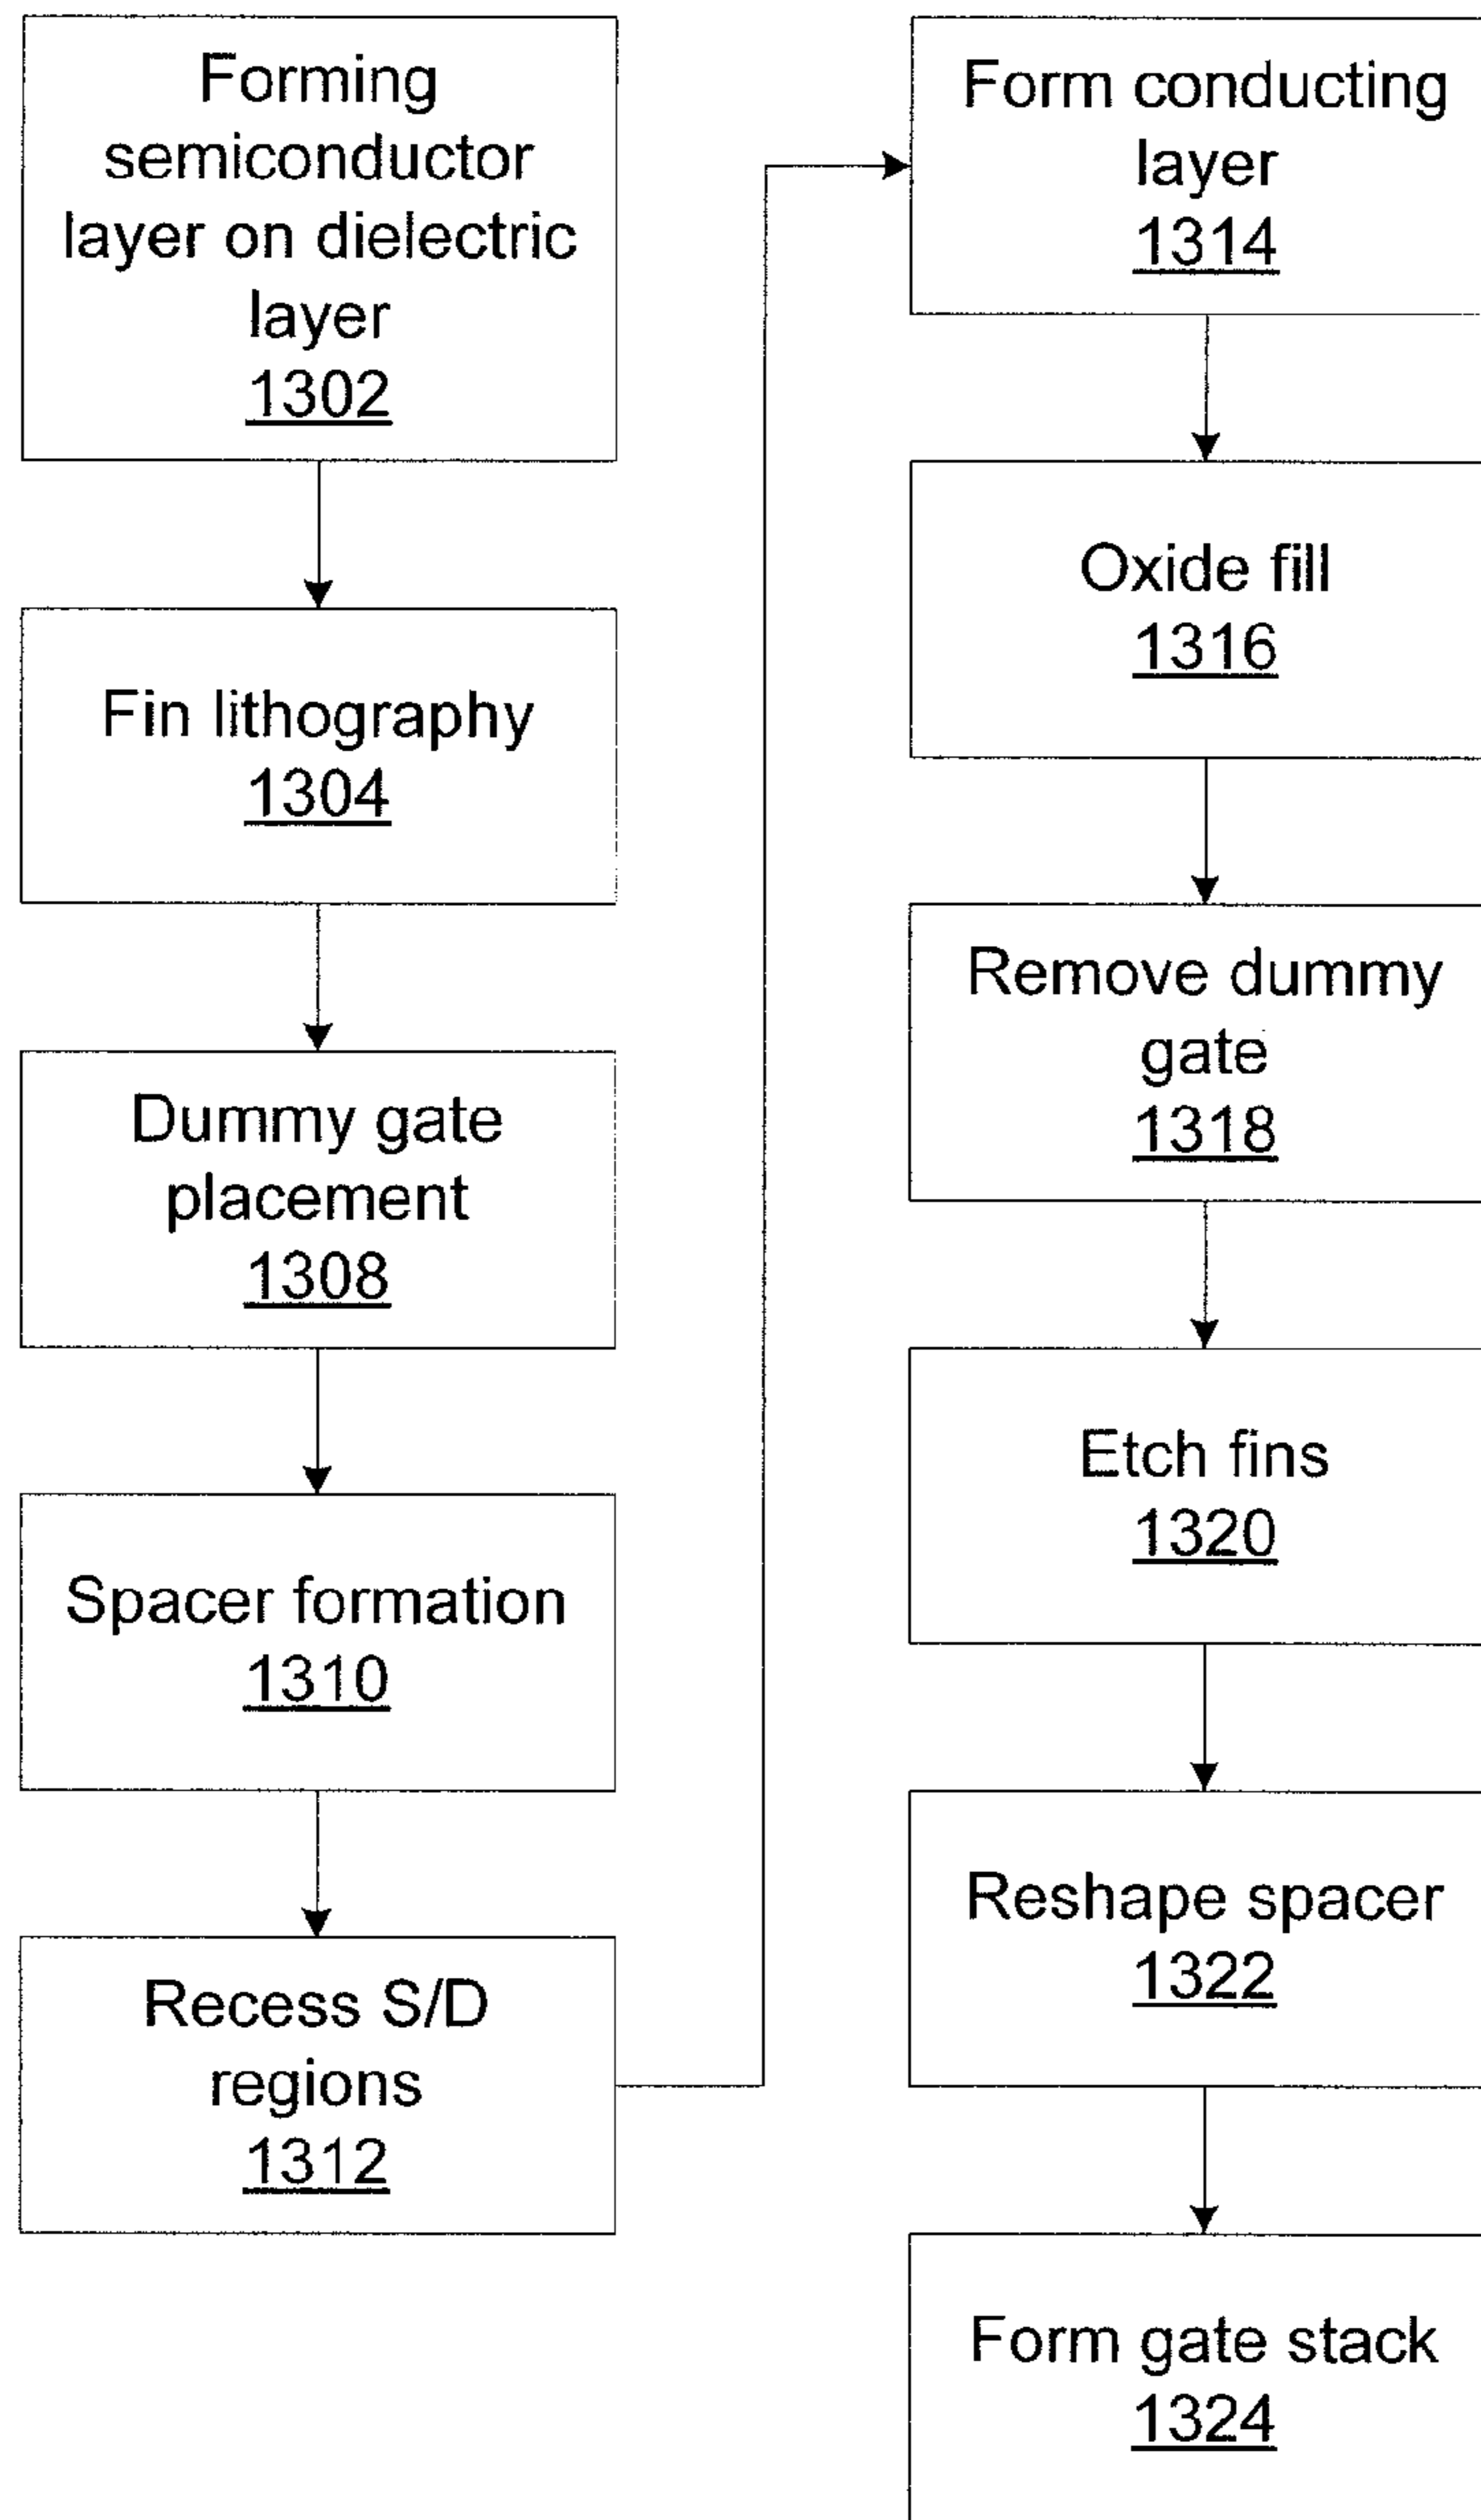 Forming
semiconductor
layer on dielectric
layer
1302
Fin lithography
1304
Dummy gate
placement
1308
Spacer formation
1310
Recess S/D
regions
1312
Form conducting
layer
1314
Oxide fill
1316
Remove dummy
gate
1318
Etch fins
1320
Reshape spacer
1322
Form gate stack
1324